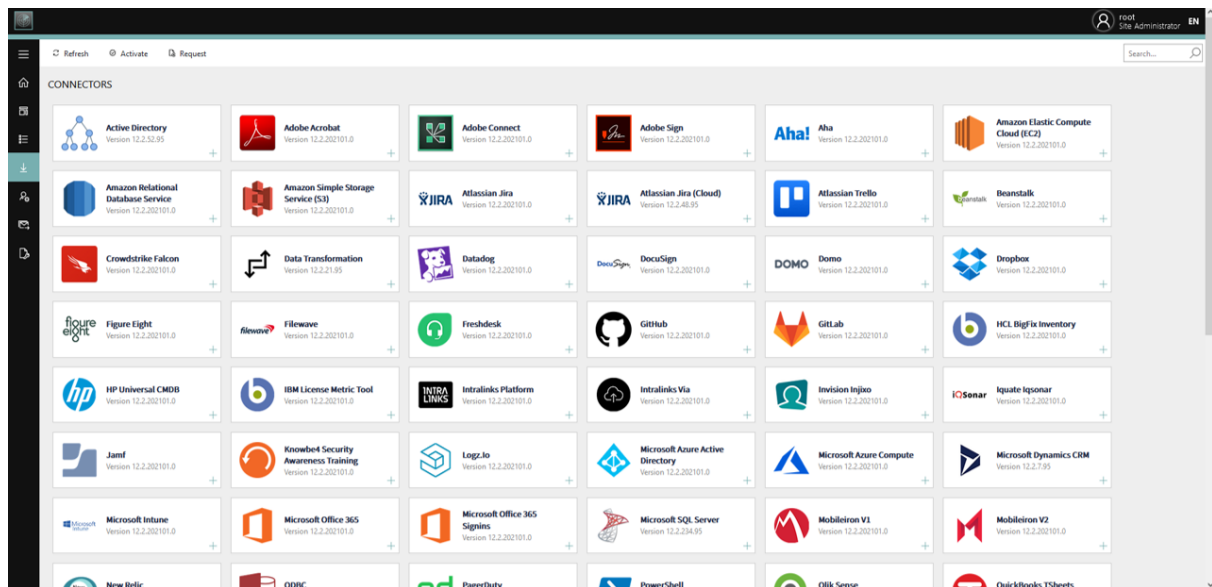 root
Site Administrator
EN
Refresh
Activate
Request
Search...
CONNECTORS
Active Directory
Version 12.2.52.95
Adobe Acrobat
Version 12.2.202101.0
Adobe Connect
Version 12.2.202101.0
Adobe Sign
Version 12.2.202101.0
Aha!
Aha
Version 12.2.202101.0
Amazon Elastic Compute
Cloud (EC2)
Version 12.2.202101.0
Amazon Relational
Database Service
Version 12.2.202101.0
Amazon Simple Storage
Service (S3)
Version 12.2.202101.0
JIRA
Atlassian Jira
Version 12.2.202101.0
JIRA
Atlassian Jira (Cloud)
Version 12.2.48.95
Atlassian Trello
Version 12.2.202101.0
Beanstalk
Beanstalk
Version 12.2.202101.0
Crowdstrike Falcon
Version 12.2.202101.0
Data Transformation
Version 12.2.21.95
Datadog
Version 12.2.202101.0
DocuSign
DocuSign
Version 12.2.202101.0
DOMO
Domo
Version 12.2.202101.0
Dropbox
Version 12.2.202101.0
figure
eight
Figure Eight
Version 12.2.202101.0
filewave
Filewave
Version 12.2.202101.0
Freshdesk
Version 12.2.202101.0
GitHub
Version 12.2.202101.0
GitLab
Version 12.2.202101.0
HCL BigFix Inventory
Version 12.2.202101.0
hp
HP Universal CMDB
Version 12.2.202101.0
IBM License Metric Tool
Version 12.2.202101.0
INTRA
LINKS
Intralinks Platform
Version 12.2.202101.0
Intralinks Via
Version 12.2.202101.0
Invision Injixo
Version 12.2.202101.0
iQSonar
Iquate Iqsonar
Version 12.2.202101.0
Jamf
Version 12.2.202101.0
Knowbe4 Security
Awareness Training
Version 12.2.202101.0
Logz.Io
Version 12.2.202101.0
Microsoft Azure Active
Directory
Version 12.2.202101.0
Microsoft Azure Compute
Version 12.2.202101.0
Microsoft Dynamics CRM
Version 12.2.7.95
Microsoft
Intune
Microsoft Intune
Version 12.2.202101.0
Microsoft Office 365
Version 12.2.202101.0
Microsoft Office 365
Signins
Version 12.2.202101.0
Microsoft SQL Server
Version 12.2.234.95
Mobileiron V1
Version 12.2.202101.0
Mobileiron V2
Version 12.2.202101.0
New Relic
ODBC
PagerDuty
PowerShell
Qlik Sense
QuickBooks TSheets